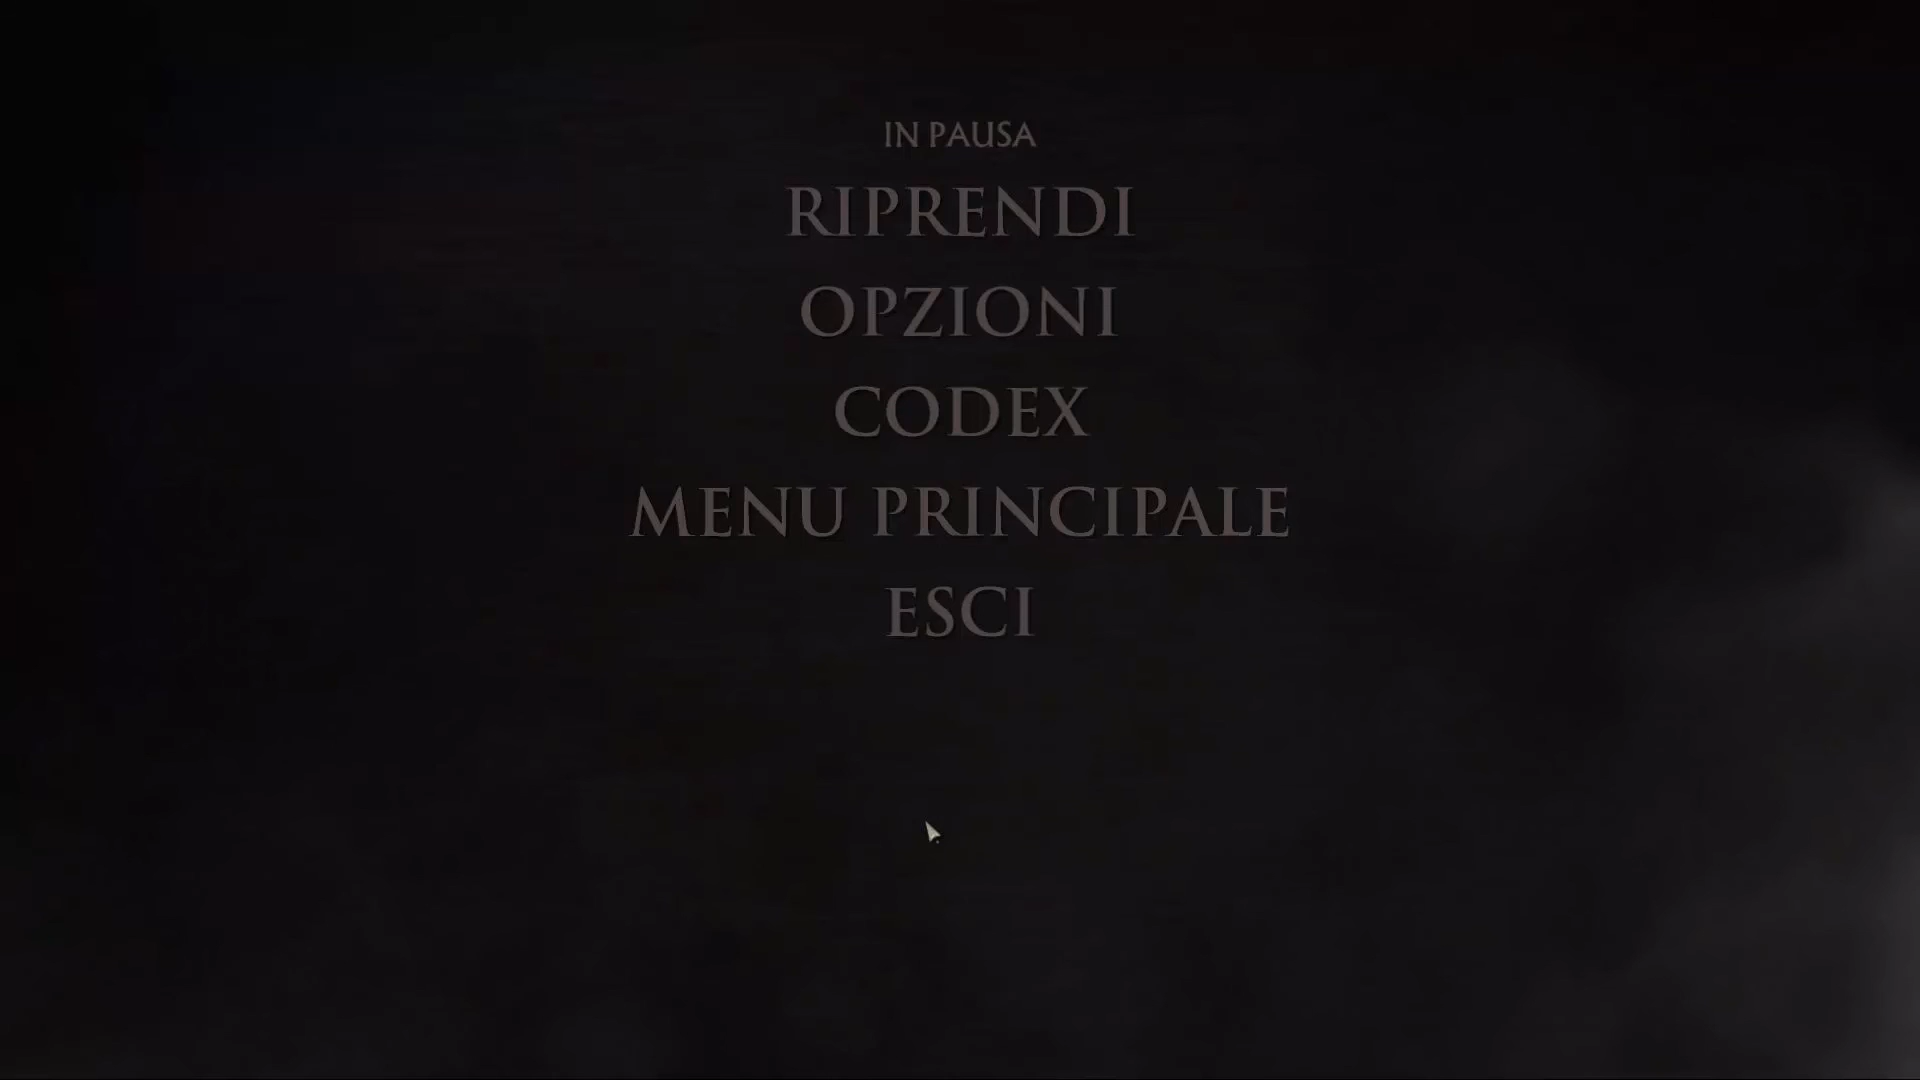 IN PAUSA
RIPRENDI
OPZIONI
CODEX
MENU PRINCIPALE
ESCI